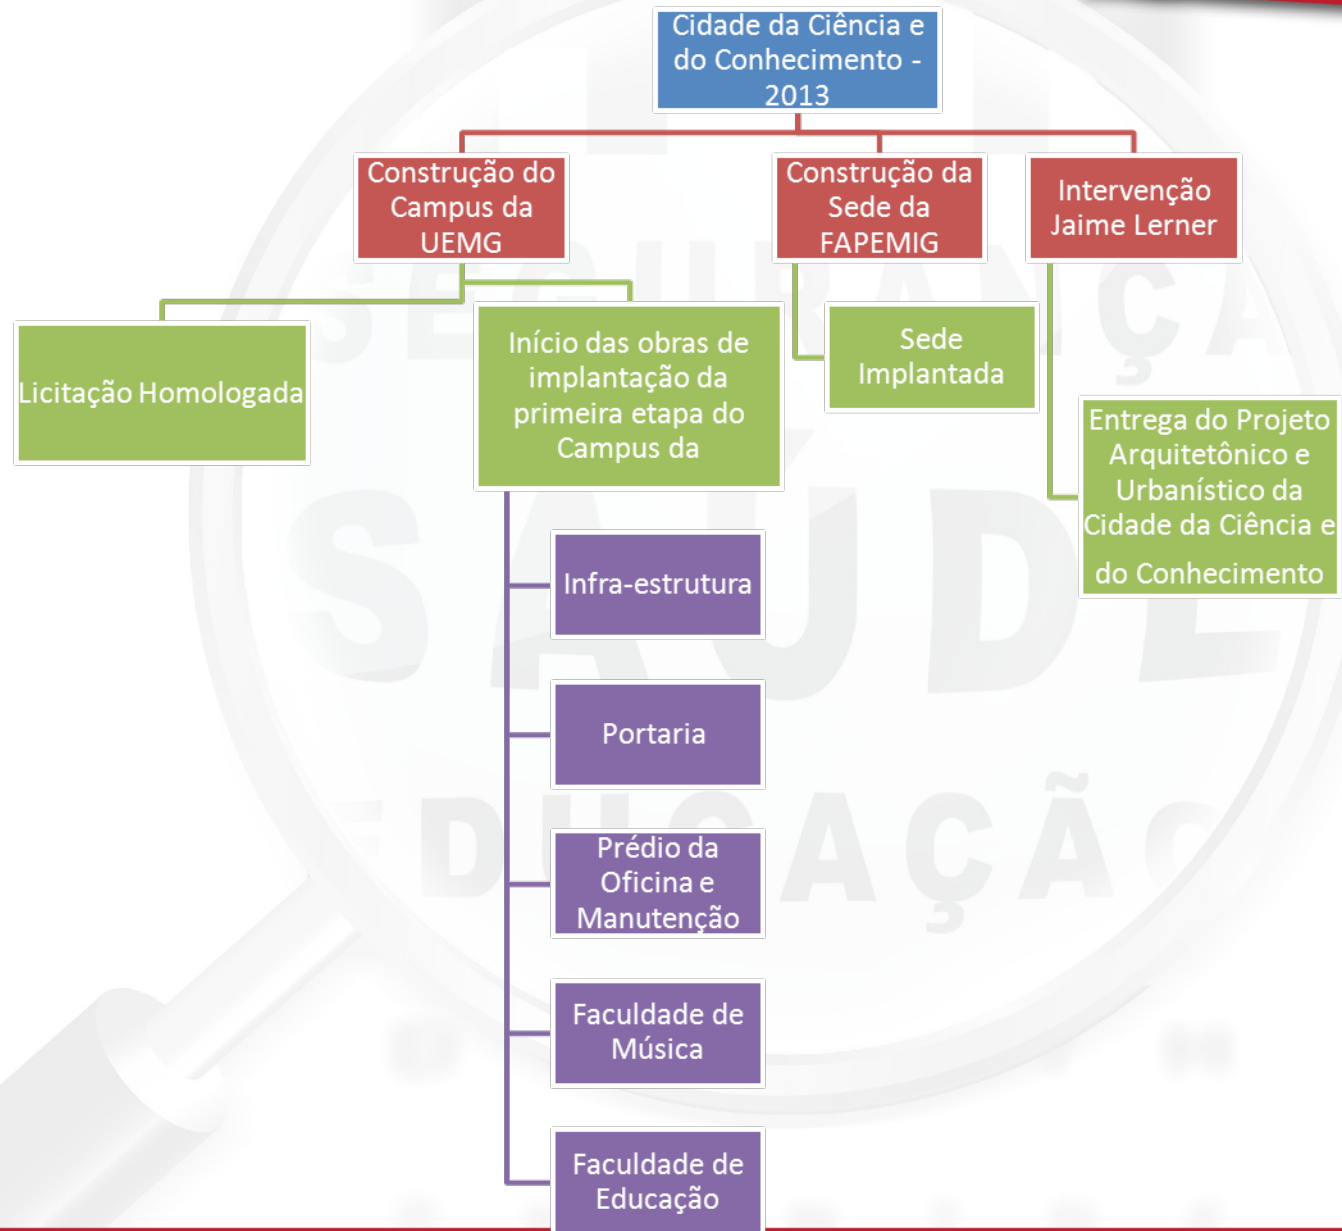 Cidade da Ciência e
do Conhecimento -
2013
Construção do
Campus da
UEMG
Construção da
Sede da
FAPEMIG
Intervenção
Jaime Lerner
Licitação Homologada
Início das obras de
implantação da
primeira etapa do
Campus da
Sede
Implantada
Entrega do Projeto
Arquitetônico e
Urbanístico da
Cidade da Ciência e
do Conhecimento
Infra-estrutura
Portaria
Prédio da
Oficina e
Manutenção
Faculdade de
Música
Faculdade de
Educação
SEGURANÇA
SAÚDE
EDUCAÇÃO